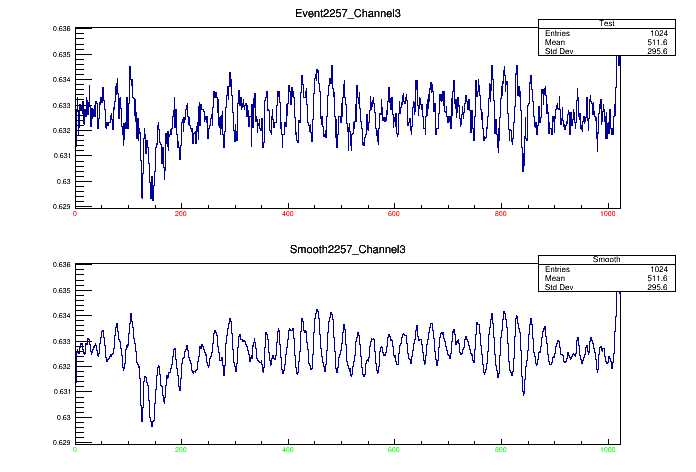 Event2257_Channel3
Test
Entries 1024
Mean 511.6
Std Dev 295.6
0.636
0.635
0.634
0.633
0.632
0.631
0.63
0.629
0 200 400 600 800 1000
Smooth2257_Channel3
Smooth
Entries 1024
Mean 511.6
Std Dev 295.6
0.636
0.635
0.634
0.633
0.632
0.631
0.63
0.629
0 200 400 600 800 1000